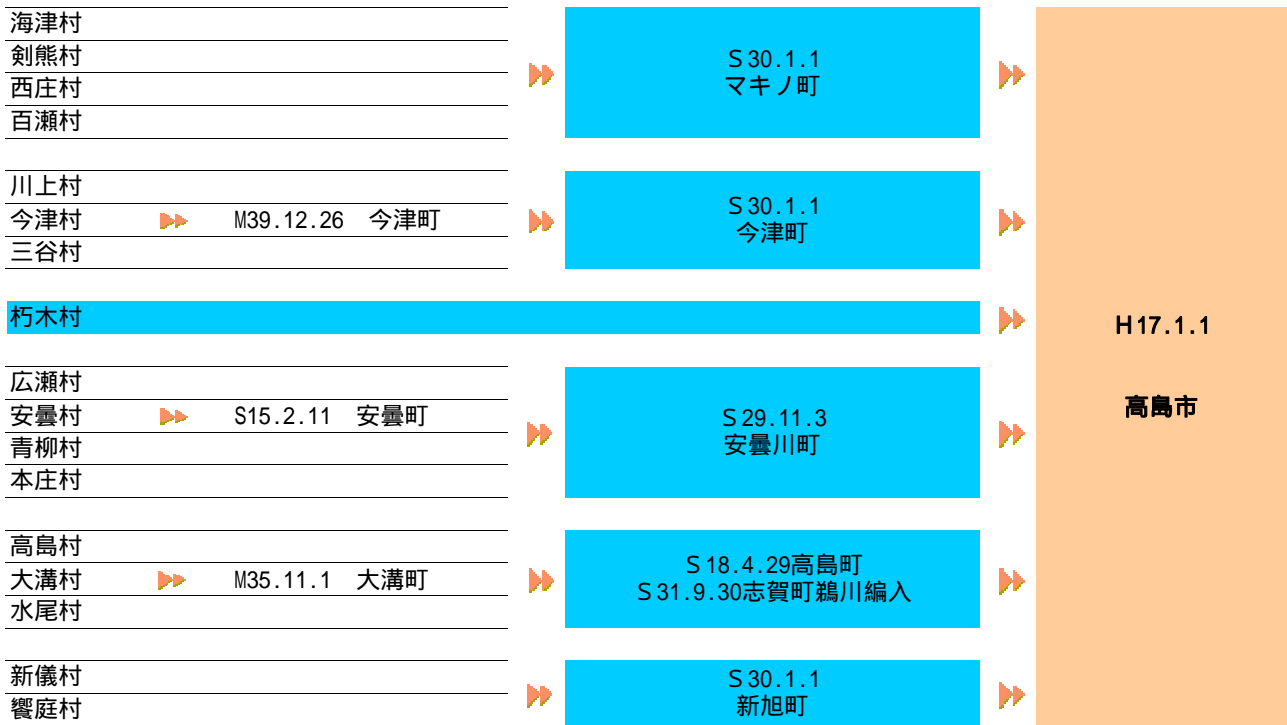 海津村
剣熊村
西庄村
百瀬村
S30.1.1
マキノ町
川上村
今津村 M39.12.26 今津町
三谷村
S30.1.1
今津町
朽木村
広瀬村
安曇村 S15.2.11 安曇町
青柳村
本庄村
S29.11.3
安曇川町
高島村
大溝村 M35.11.1 大溝町
水尾村
S18.4.29高島町
S31.9.30志賀町鵜川編入
新儀村
饗庭村
S30.1.1
新旭町
H17.1.1
高島市